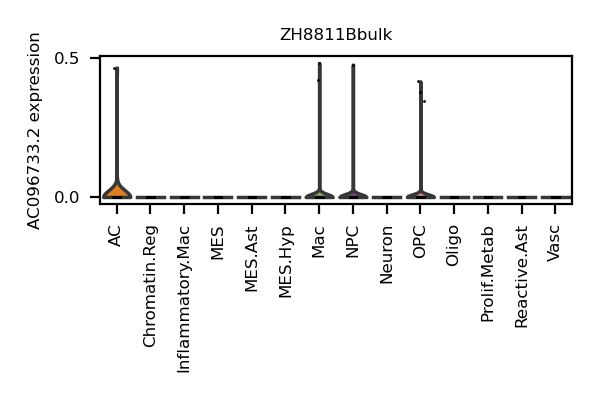 ZH8811Bbulk
AC096733.2 expression
0.5
0.0
AC
Chromatin.Reg
Inflammatory.Mac
MES
MES.Ast
MES.Hyp
Mac
NPC
Neuron
OPC
Oligo
Prolif.Metab
Reactive.Ast
Vasc